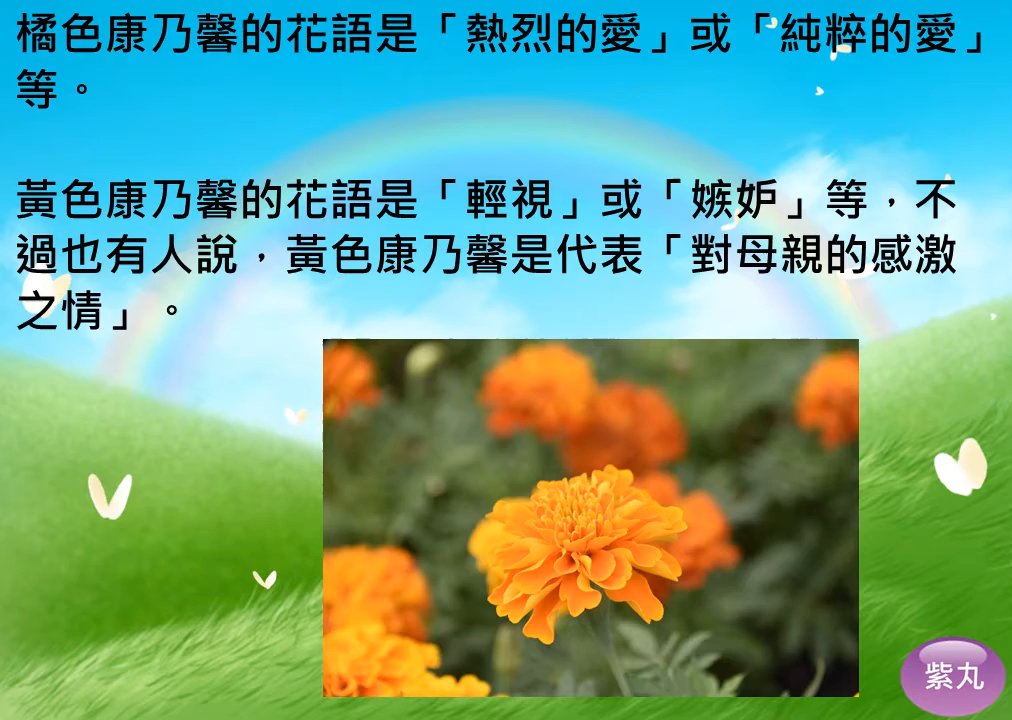 橘色康乃馨的花語是「熱烈的愛」或「純粹的愛」
等。
黃色康乃馨的花語是「輕視」或「嫉妒」等，不
過也有人說，黃色康乃馨是代表「對母親的感激
之情」。
紫丸